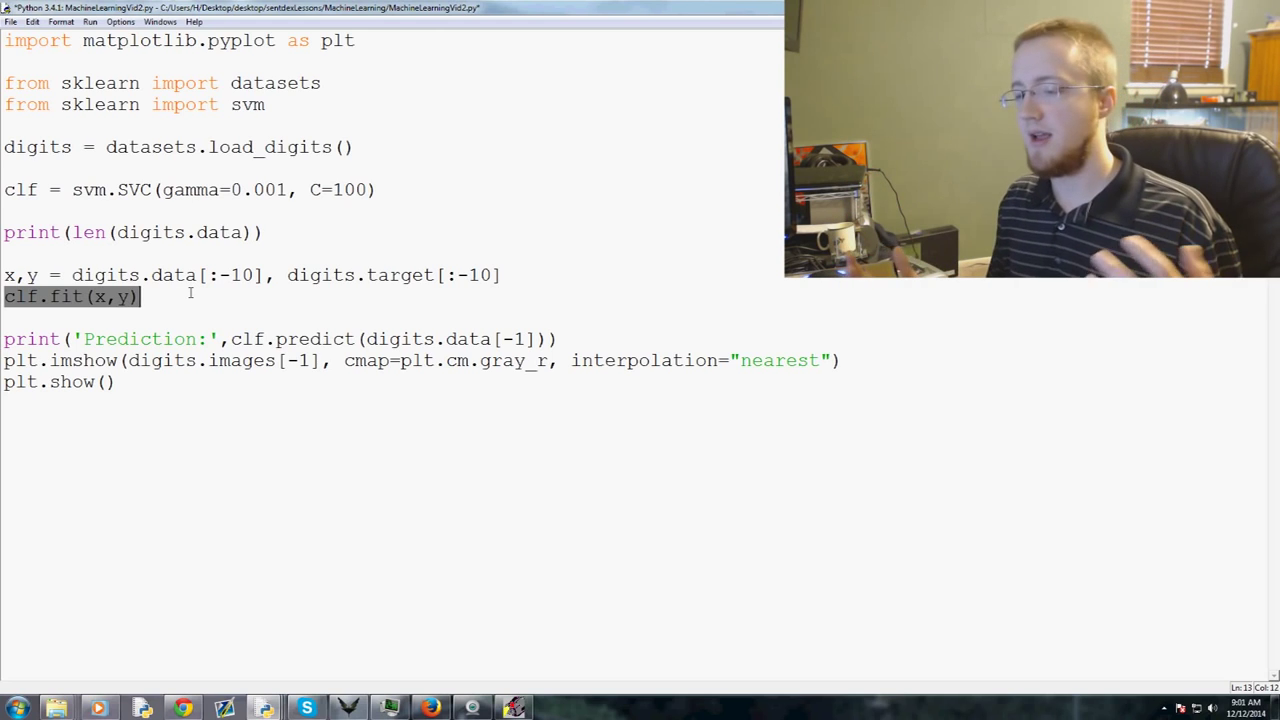 *Python 3.4.1: MachineLearningVid2.py - C:/Users/H/Desktop/desktop/sentdexLessons/MachineLearning/MachineLearningVid2.py*
File Edit Format Run Options Windows Help
import matplotlib.pyplot as plt
from sklearn import datasets
from sklearn import svm
digits = datasets.load_digits()
clf = svm.SVC(gamma=0.001, C=100)
print(len(digits.data))
x,y = digits.data[:-10], digits.target[:-10]
clf.fit(x,y)
print('Prediction:',clf.predict(digits.data[-1]))
plt.imshow(digits.images[-1], cmap=plt.cm.gray_r, interpolation="nearest")
plt.show()
Ln: 13 Col: 12
9:01 AM
12/12/2014